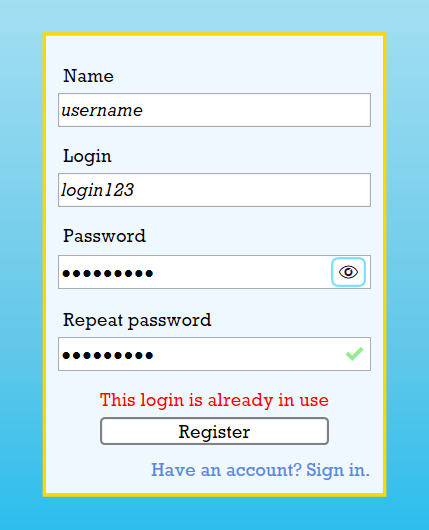 Name
username
Login
login123
Password
•••••••••
Repeat password
•••••••••
This login is already in use
Register
Have an account? Sign in.